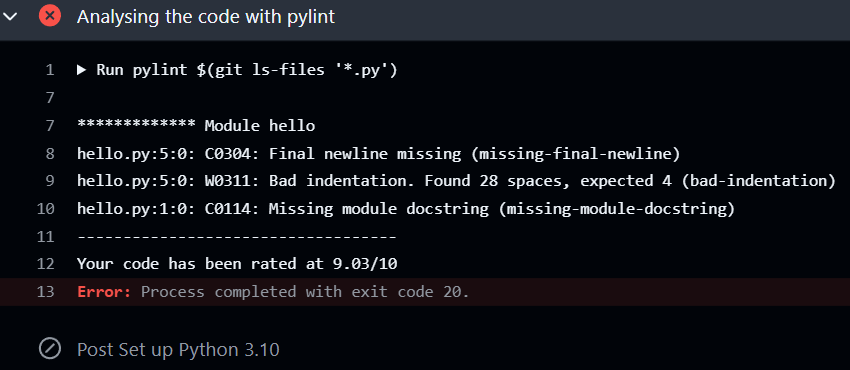 Analysing the code with pylint
1 ▶ Run pylint $(git ls-files '*.py')
7
7 ************* Module hello
8 hello.py:5:0: C0304: Final newline missing (missing-final-newline)
9 hello.py:5:0: W0311: Bad indentation. Found 28 spaces, expected 4 (bad-indentation)
10 hello.py:1:0: C0114: Missing module docstring (missing-module-docstring)
11 -----------------------------------
12 Your code has been rated at 9.03/10
13 Error: Process completed with exit code 20.
Post Set up Python 3.10